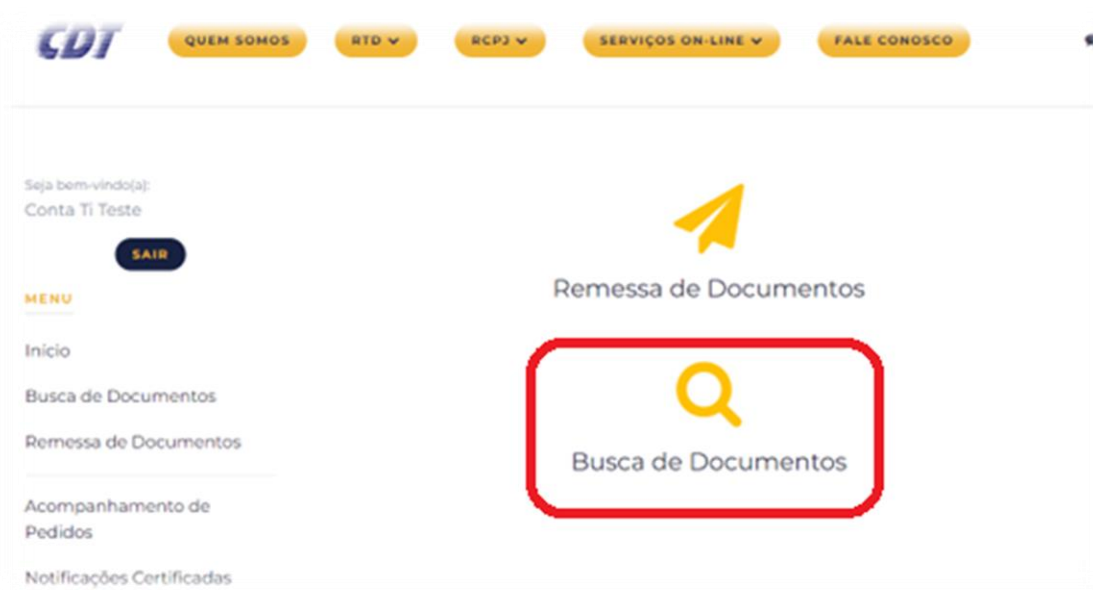 CDT
QUEM SOMOS
RTD
RCPJ
SERVIÇOS ON-LINE
FALE CONOSCO
Seja bem-vindo(a):
Conta Ti Teste
SAIR
MENU
Início
Busca de Documentos
Remessa de Documentos
Acompanhamento de
Pedidos
Notificações Certificadas
Remessa de Documentos
Busca de Documentos